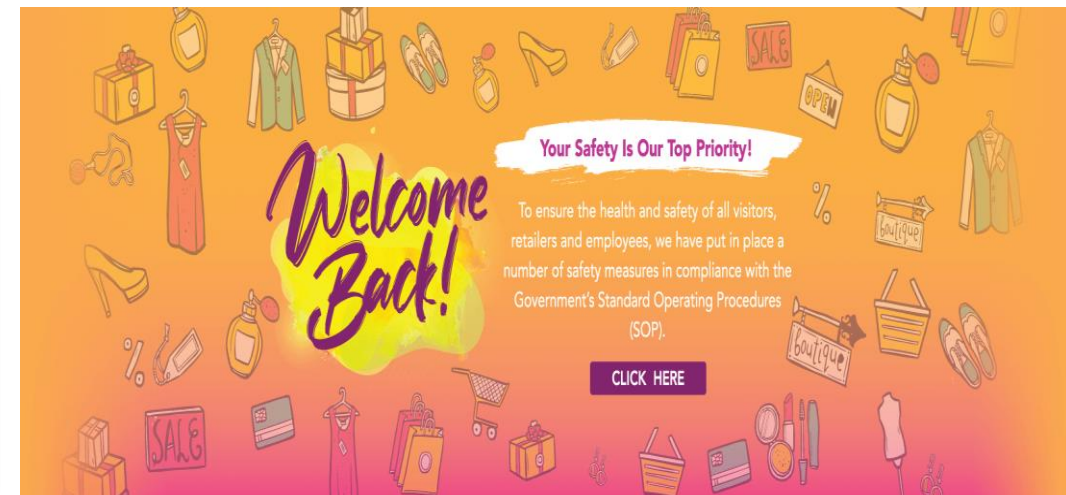 SALE
OPEN
Your Safety Is Our Top Priority!
Welcome
Back!
To ensure the health and safety of all visitors,
retailers and employees, we have put in place a
number of safety measures in compliance with the
Government's Standard Operating Procedures
(SOP).
%
boutique
boutique
%
CLICK HERE
SALE